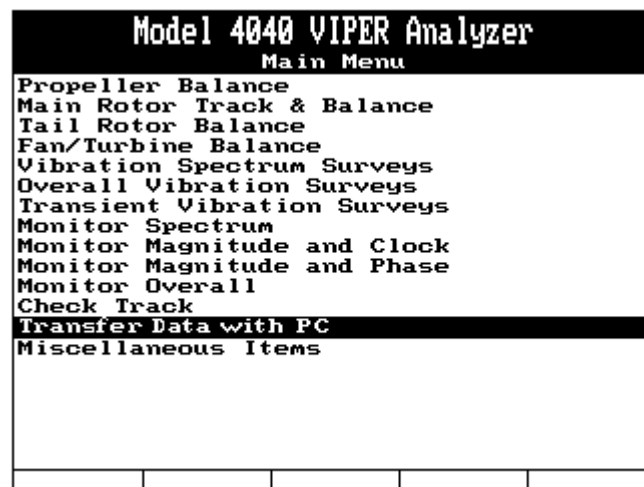 Model 4040 VIPER Analyzer
Main Menu
Propeller Balance
Main Rotor Track & Balance
Tail Rotor Balance
Fan/Turbine Balance
Vibration Spectrum Surveys
Overall Vibration Surveys
Transient Vibration Surveys
Monitor Spectrum
Monitor Magnitude and Clock
Monitor Magnitude and Phase
Monitor Overall
Check Track
Transfer Data with PC
Miscellaneous Items